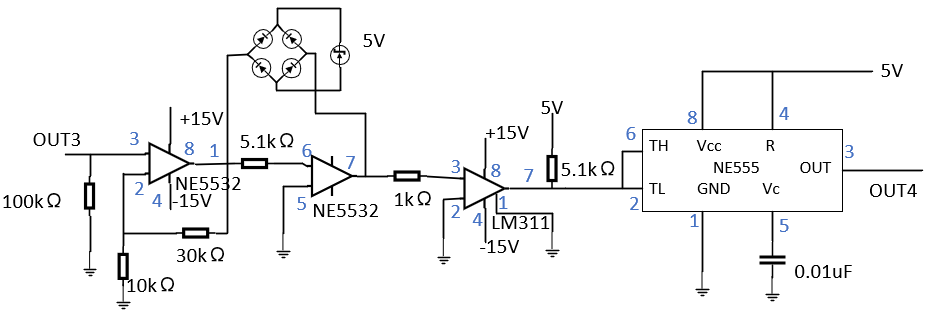 5V
OUT3
3
+15V
8
1
2
4
NE5532
-15V
100kΩ
30kΩ
10kΩ
5.1kΩ
6
7
5
NE5532
1kΩ
3
+15V
8
7
2
4
1
LM311
-15V
5V
5.1kΩ
5V
8
4
6
TH
Vcc
R
NE555
OUT
3
TL
GND
Vc
2
OUT4
1
5
0.01uF